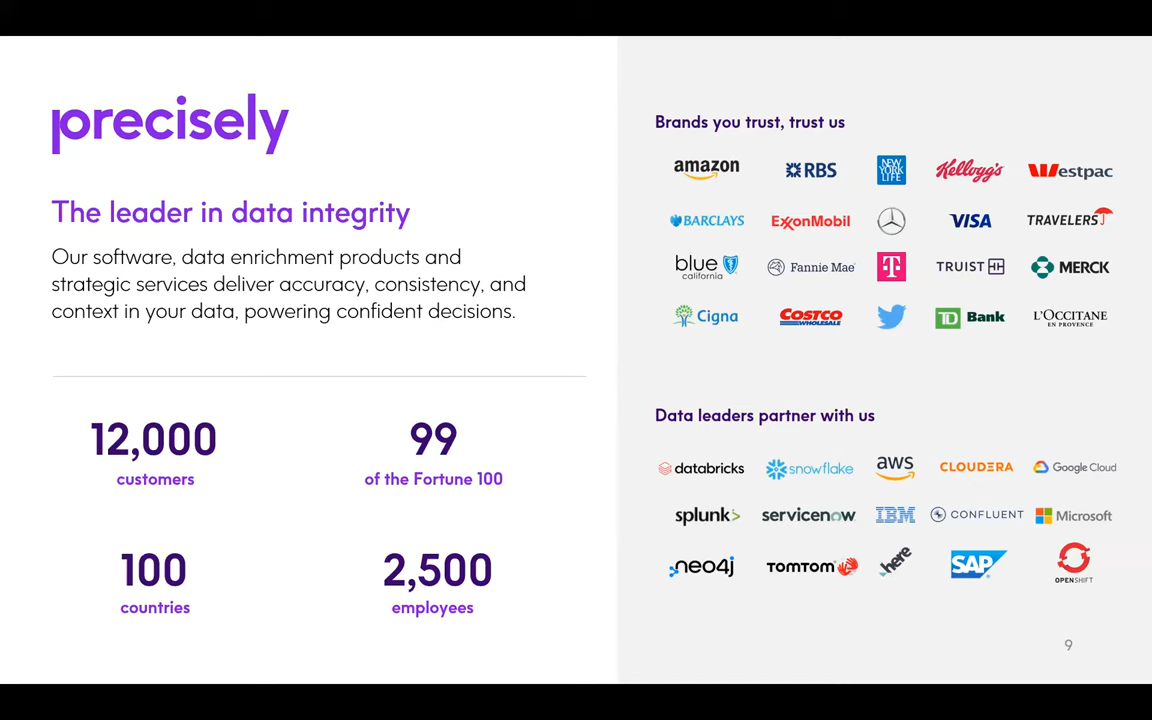 precisely
The leader in data integrity
Our software, data enrichment products and
strategic services deliver accuracy, consistency, and
context in your data, powering confident decisions.
12,000
customers
99
of the Fortune 100
100
countries
2,500
employees
Brands you trust, trust us
amazon
RBS
NEW
YORK
LIFE
Kellogg's
Westpac
BARCLAYS
ExxonMobil
VISA
TRAVELERS
blue
california
Fannie Mae
T
TRUIST
MERCK
Cigna
COSTCO
WHOLESALE
TD Bank
L'OCCITANE
EN PROVENCE
Data leaders partner with us
databricks
snowflake
aws
CLOUDERA
Google Cloud
splunk>
servicenow
IBM
CONFLUENT
Microsoft
neo4j
TOMTOM
here
SAP
OPENSHIFT
9